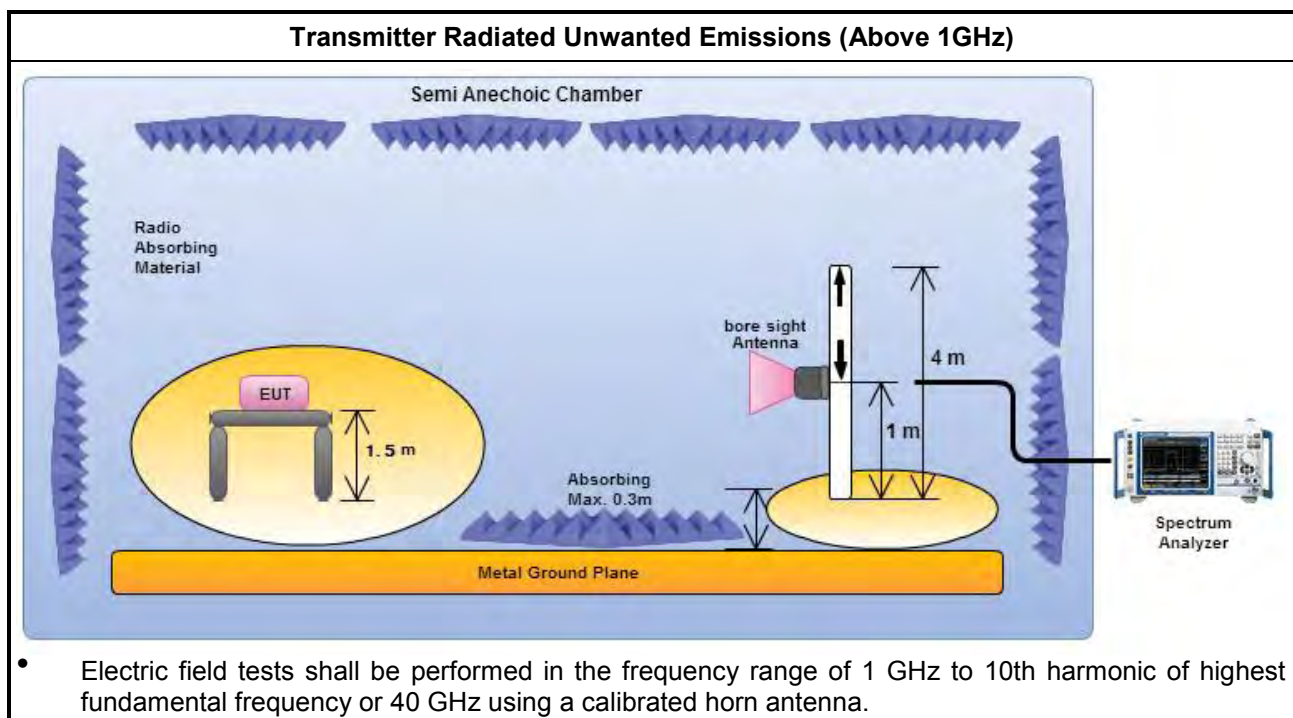 Transmitter Radiated Unwanted Emissions (Above 1GHz)
Semi Anechoic Chamber
Radio
Absorbing
Material
bore sight
Antenna
4 m
EUT
1. 5 m
1 m
Absorbing
Max. 0.3m
Spectrum
Analyzer
Metal Ground Plane
• Electric field tests shall be performed in the frequency range of 1 GHz to 10th harmonic of highest
fundamental frequency or 40 GHz using a calibrated horn antenna.